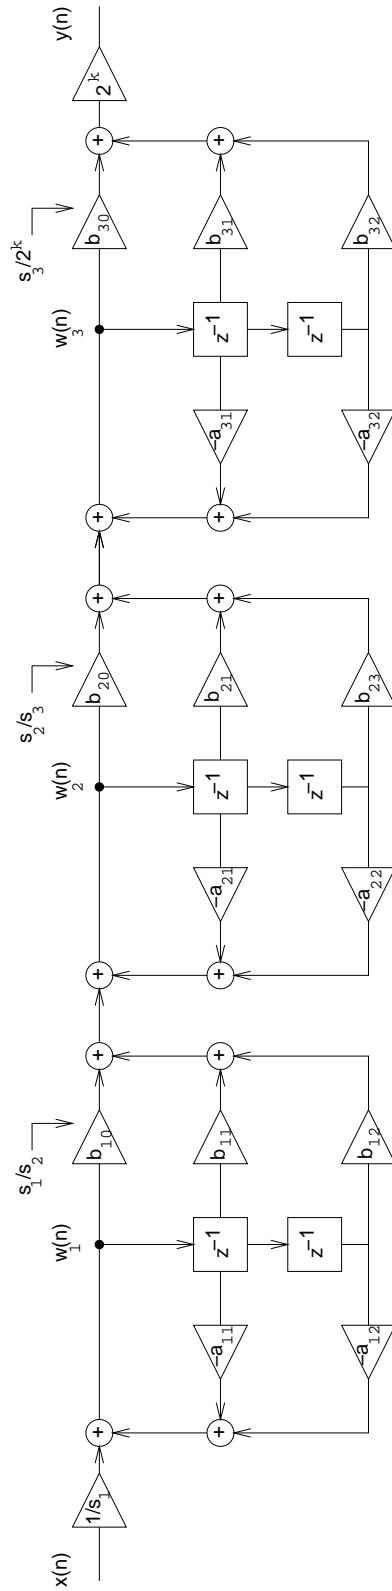 s₁/s₂
s₂/s₃
s₃/2ᵏ
x(n)
w₁(n)
w₂(n)
w₃(n)
y(n)
1/s₁
+
b₁₀
+
+
b₂₀
+
+
b₃₀
+
2ᵏ
+
–a₁₁
z⁻¹
b₁₁
+
+
–a₂₁
z⁻¹
b₂₁
+
+
–a₃₁
z⁻¹
b₃₁
+
z⁻¹
z⁻¹
z⁻¹
–a₁₂
b₁₂
–a₂₂
b₂₃
–a₃₂
b₃₂